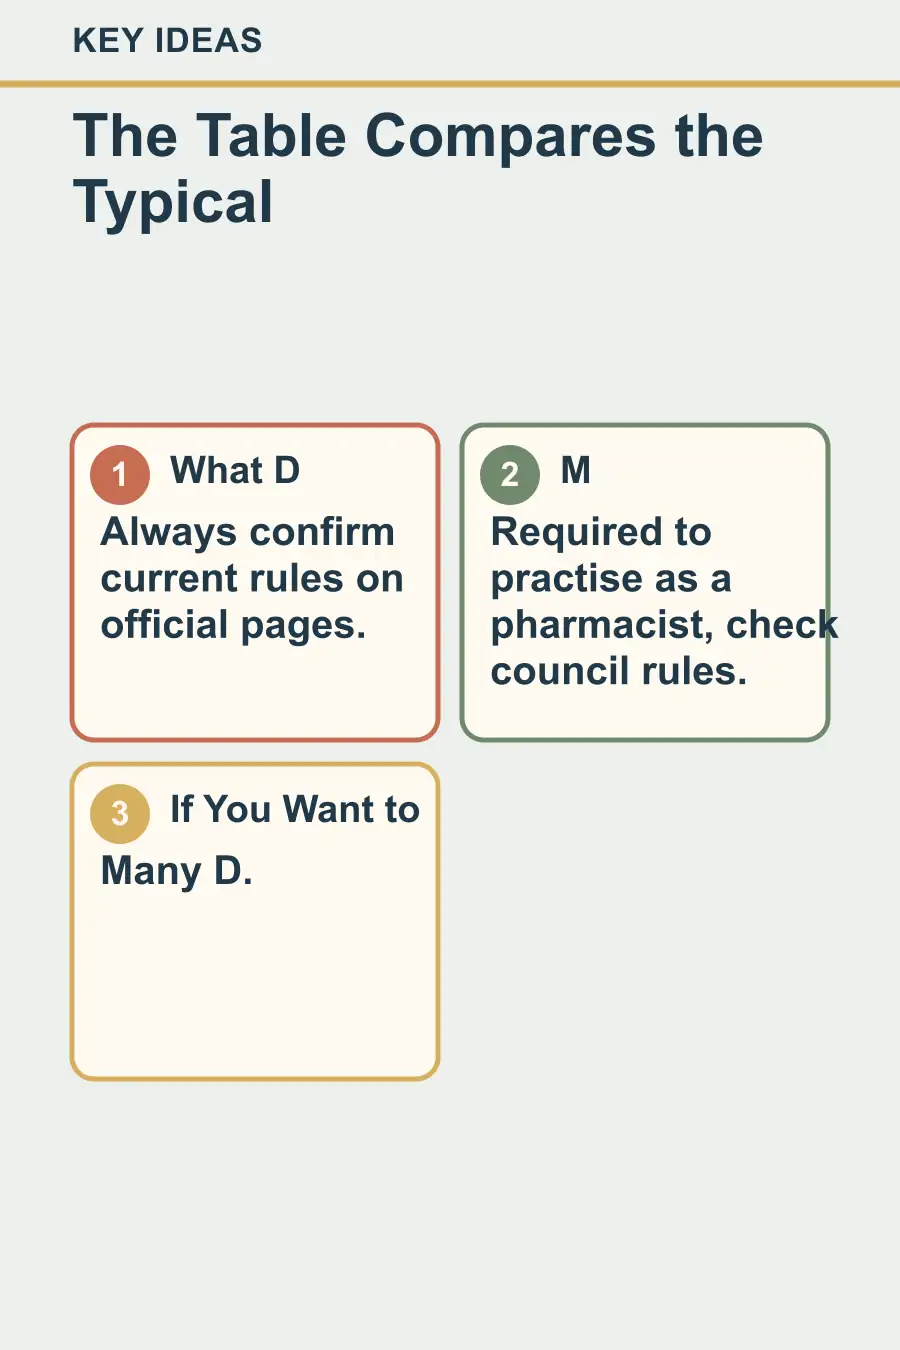 KEY IDEAS
The Table Compares the
Typical
1 What D
Always confirm
current rules on
official pages.
2 M
Required to
practise as a
pharmacist, check
council rules.
3 If You Want to
Many D.